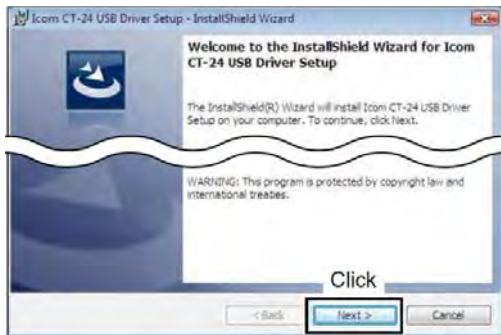 Icom CT-24 USB Driver Setup - InstallShield Wizard
Welcome to the InstallShield Wizard for Icom
CT-24 USB Driver Setup
The InstallShield(R) Wizard will install Icom CT-24 USB Driver
Setup on your computer. To continue, click Next.
WARNING: This program is protected by copyright law and
international treaties.
Click
< Back
Next >
Cancel